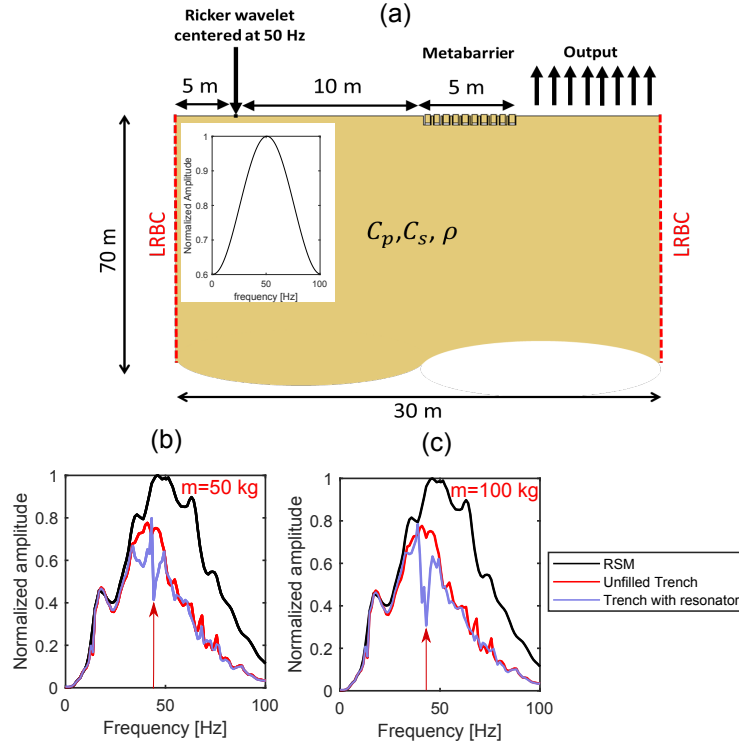 (a)
Ricker wavelet
centered at 50 Hz
Metabarrier
Output
5 m
10 m
5 m
Normalized Amplitude
1
0.9
0.8
0.7
0.6
0
50
100
frequency [Hz]
C_p, C_s, ρ
LRBC
LRBC
70 m
30 m
(b)
m=50 kg
Normalized amplitude
1
0.8
0.6
0.4
0.2
0
0
50
100
Frequency [Hz]
(c)
m=100 kg
Normalized amplitude
1
0.8
0.6
0.4
0.2
0
0
50
100
Frequency [Hz]
RSM
Unfilled Trench
Trench with resonator